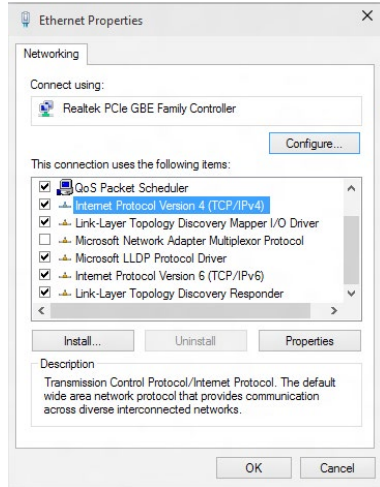 Ethernet Properties
Networking
Connect using:
Realtek PCIe GBE Family Controller
Configure...
This connection uses the following items:
QoS Packet Scheduler
Internet Protocol Version 4 (TCP/IPv4)
Link-Layer Topology Discovery Mapper I/O Driver
Microsoft Network Adapter Multiplexor Protocol
Microsoft LLDP Protocol Driver
Internet Protocol Version 6 (TCP/IPv6)
Link-Layer Topology Discovery Responder
Install... Uninstall Properties
Description
Transmission Control Protocol/Internet Protocol. The default
wide area network protocol that provides communication
across diverse interconnected networks.
OK Cancel